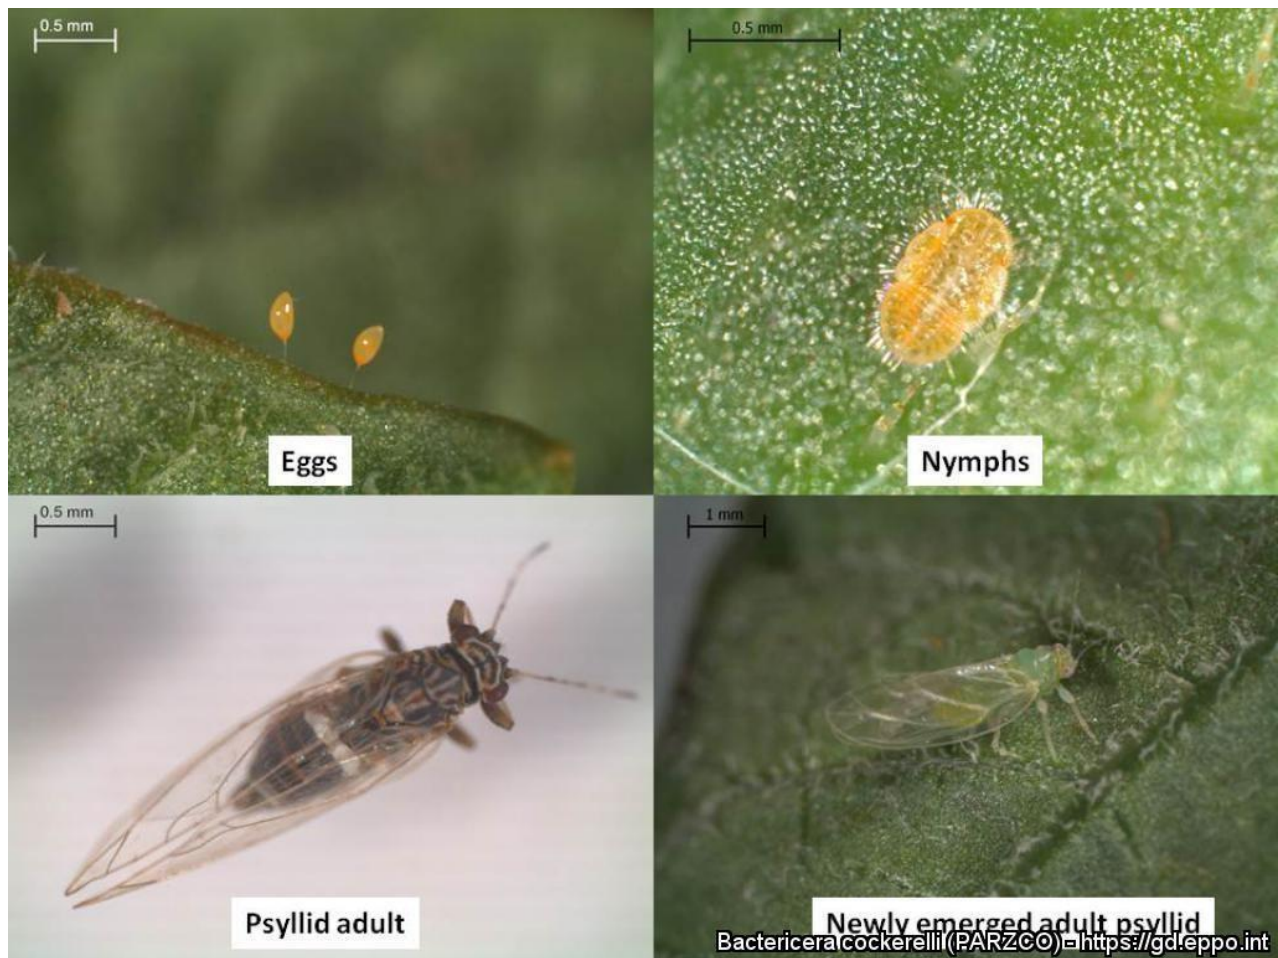 0.5 mm
0.5 mm
Eggs
Nymphs
0.5 mm
1 mm
Psyllid adult
Newly emerged adult psyllid
Bactericera cockerelli (PARZCO) - https://gd.eppo.int